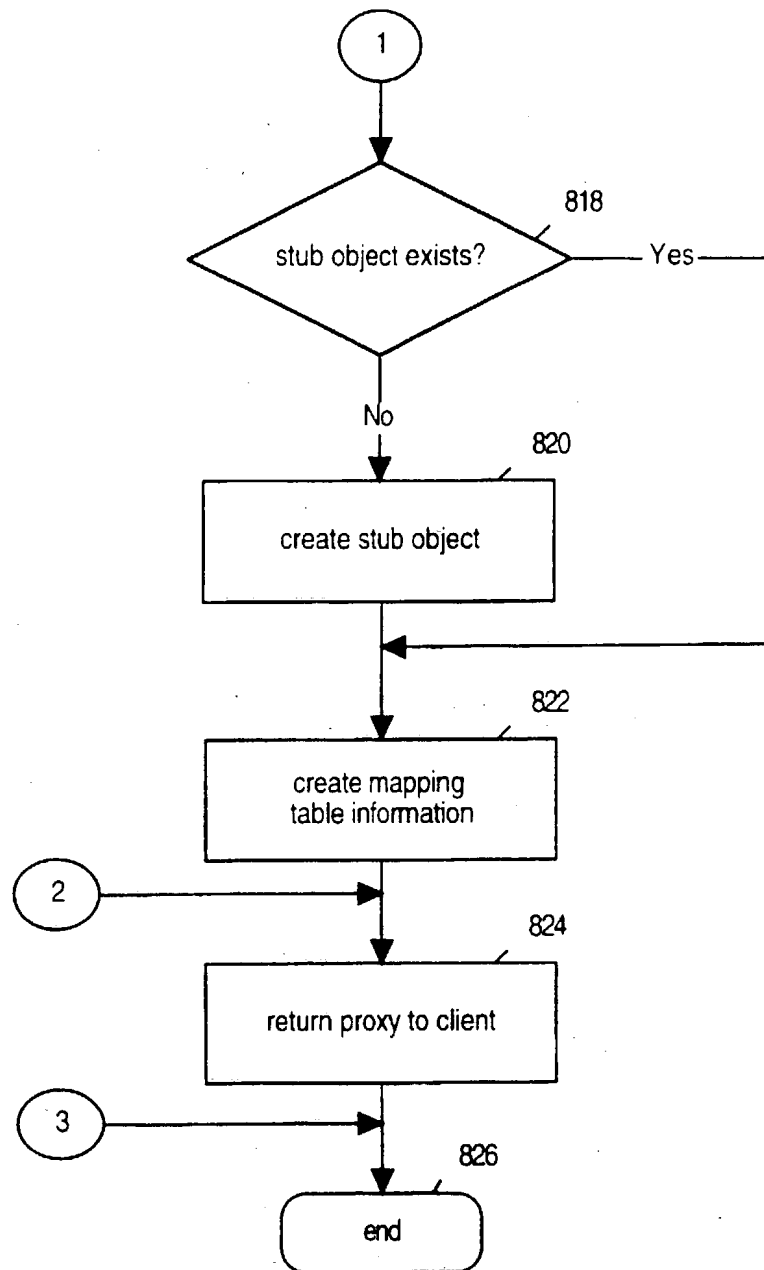 1
818
stub object exists?
Yes
No
820
create stub object
822
create mapping
table information
2
824
return proxy to client
3
826
end